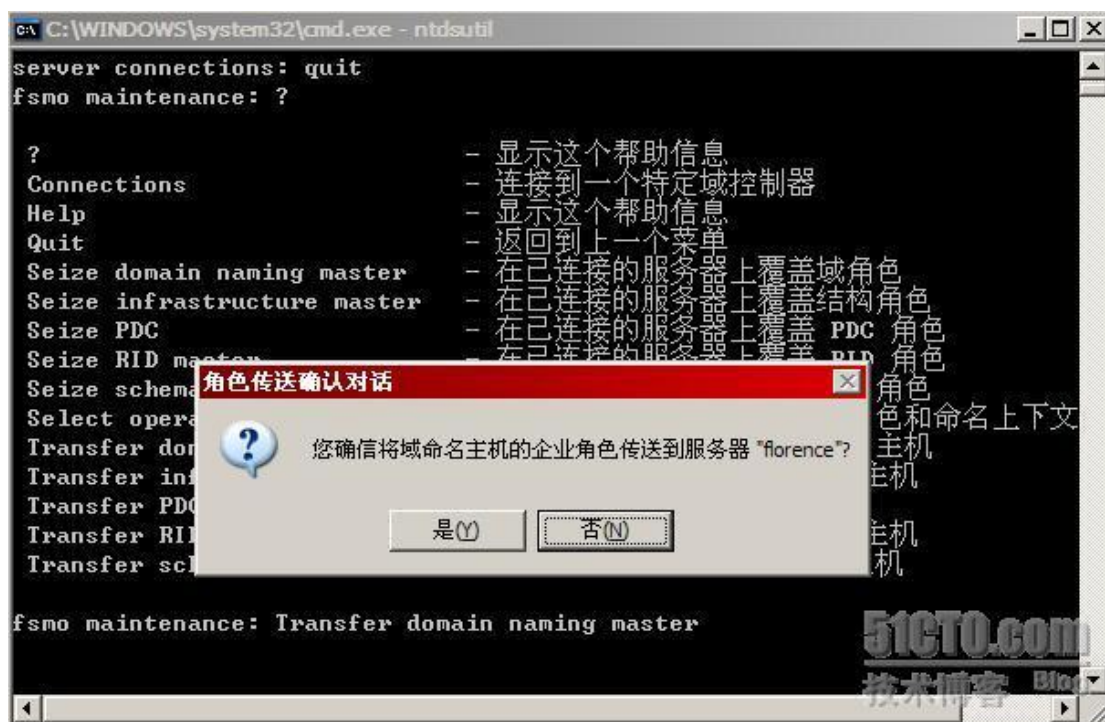 C:\WINDOWS\system32\cmd.exe - ntdsutil
server connections: quit
fsmo maintenance: ?
? - 显示这个帮助信息
Connections - 连接到一个特定域控制器
Help - 显示这个帮助信息
Quit - 返回到上一个菜单
Seize domain naming master - 在已连接的服务器上覆盖域角色
Seize infrastructure master - 在已连接的服务器上覆盖结构角色
Seize PDC - 在已连接的服务器上覆盖 PDC 角色
Seize RID master - 在已连接的服务器上覆盖 RID 角色
Seize schema 角色
Select opera 色和命名上下文
Transfer dom 主机
Transfer inf 主机
Transfer PDC
Transfer RID 主机
Transfer sch 机
角色传送确认对话
您确信将域命名主机的企业角色传送到服务器 "florence"?
是(Y) 否(N)
fsmo maintenance: Transfer domain naming master
51CTO.com
技术博客 Blog